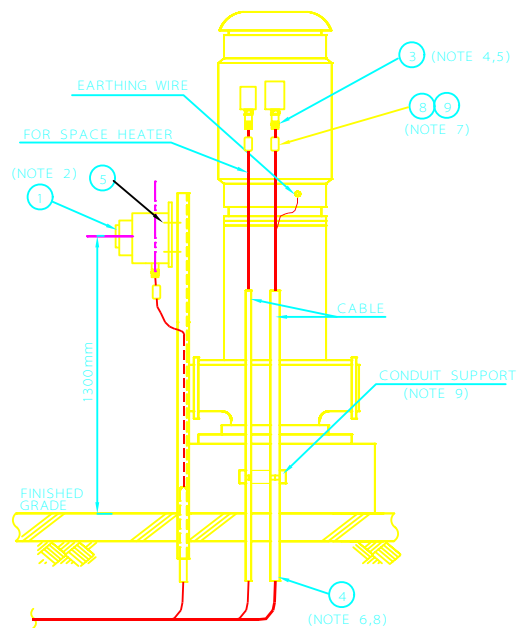 3 (NOTE 4,5)
EARTHING WIRE
8 9
(NOTE 7)
FOR SPACE HEATER
(NOTE 2)
5
1
CABLE
1300mm
CONDUIT SUPPORT
(NOTE 9)
FINISHED
GRADE
4
(NOTE 6,8)